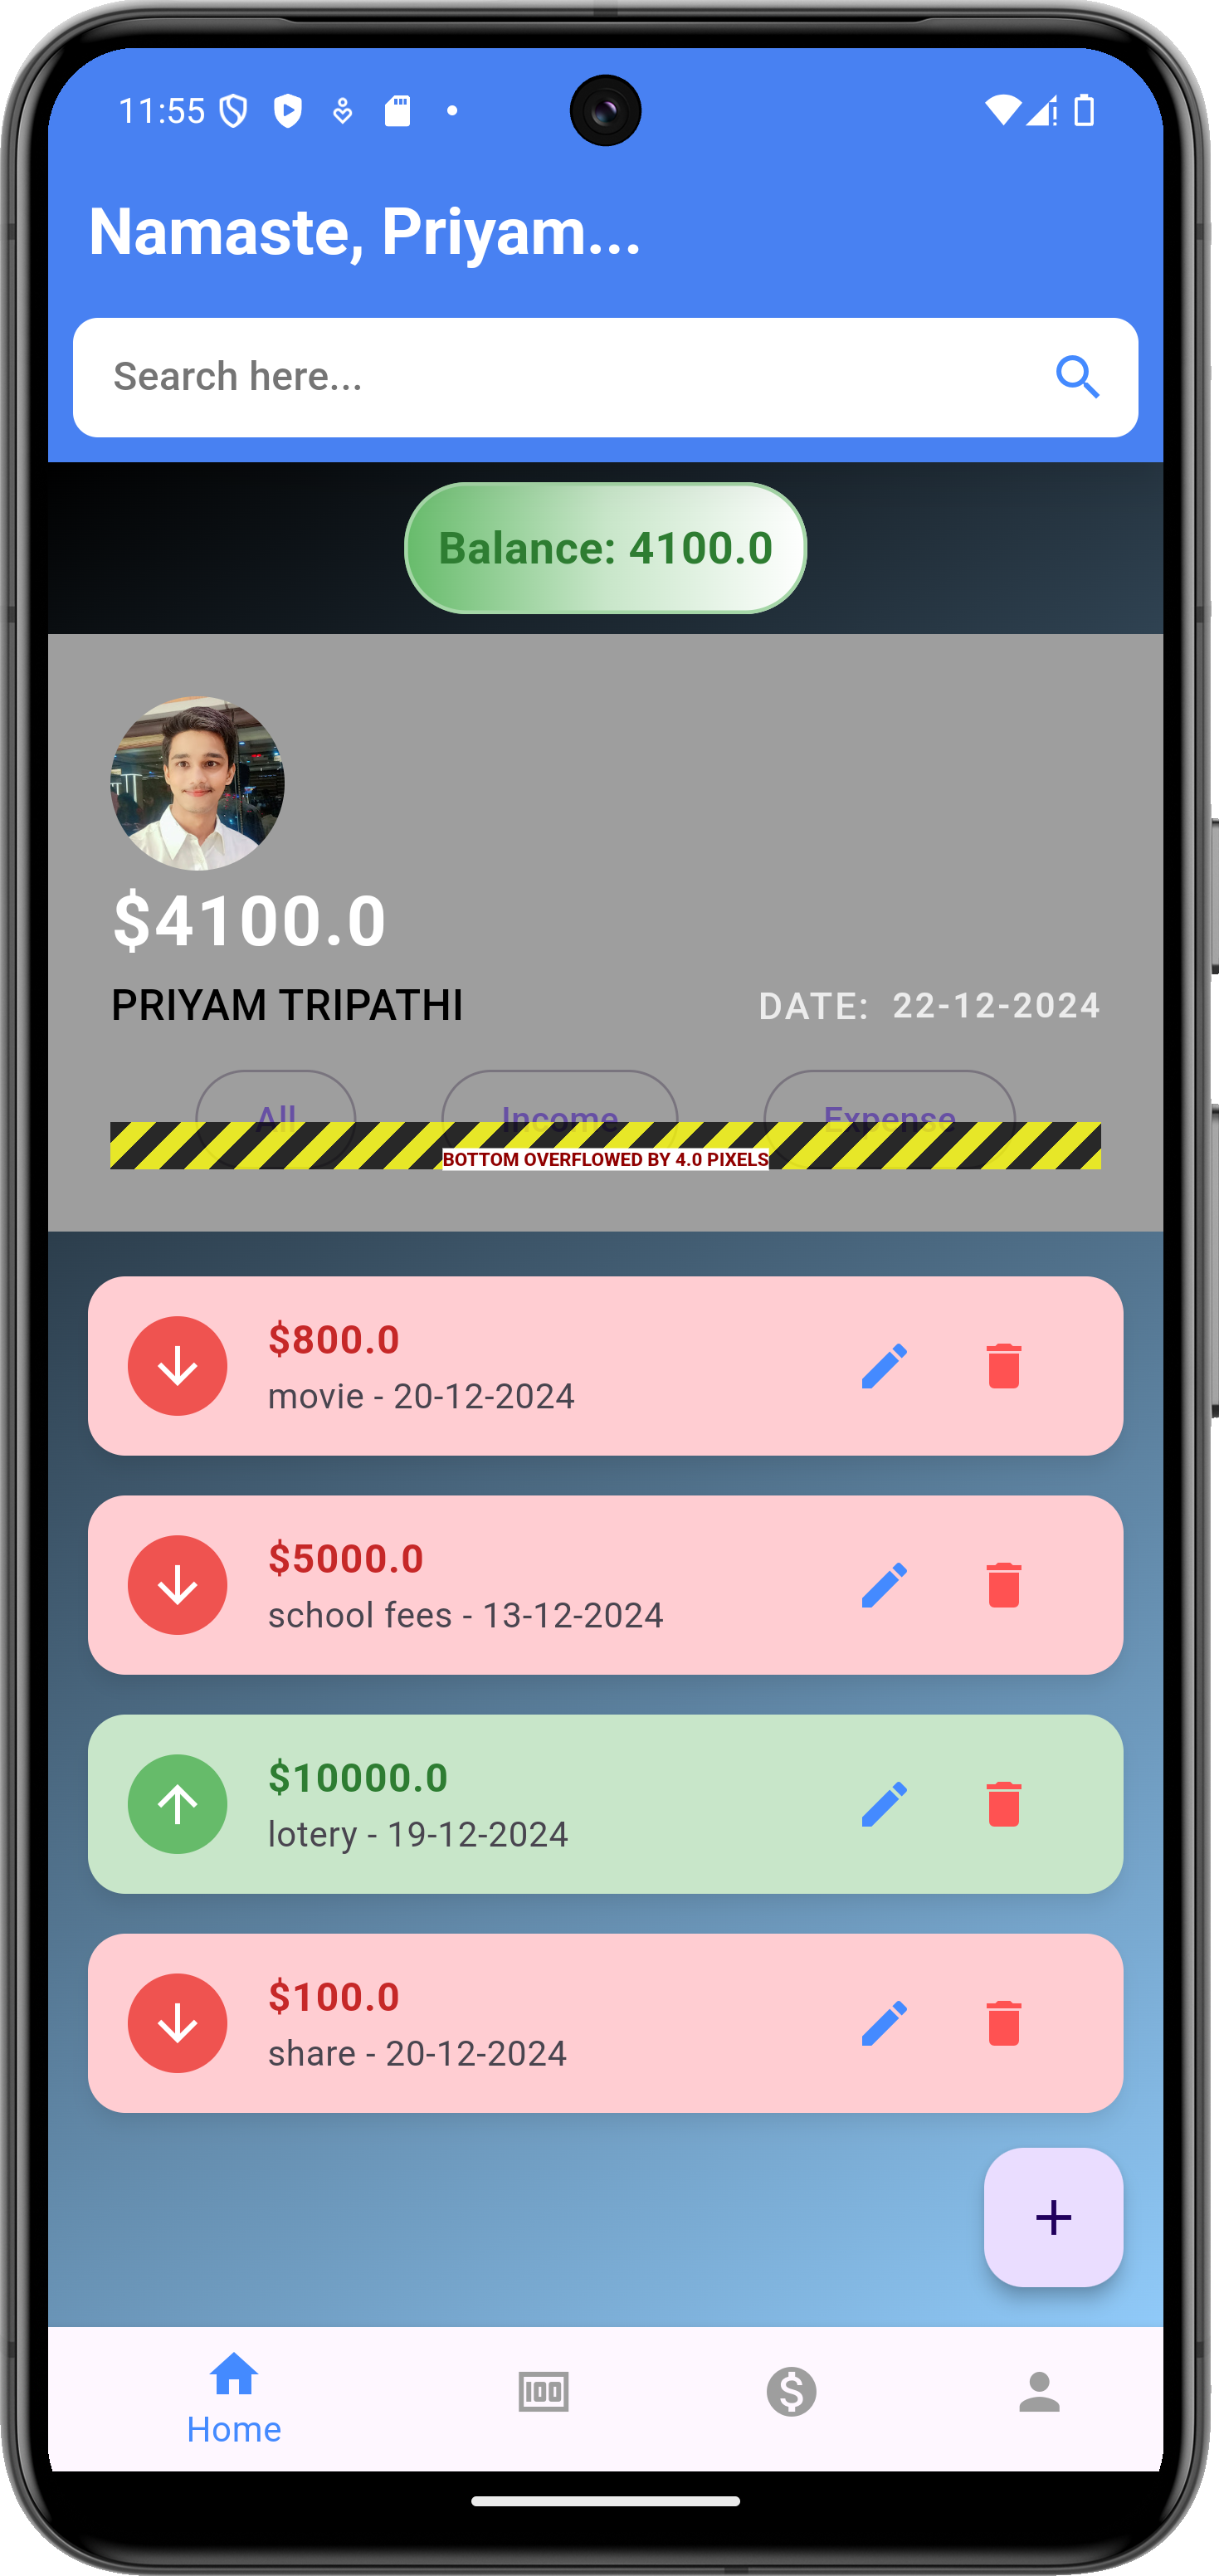 11:55
Namaste, Priyam...
Search here...
Balance: 4100.0
$4100.0
PRIYAM TRIPATHI
DATE: 22-12-2024
All Income Expense
BOTTOM OVERFLOWED BY 4.0 PIXELS
$800.0
movie - 20-12-2024
$5000.0
school fees - 13-12-2024
$10000.0
lotery - 19-12-2024
$100.0
share - 20-12-2024
Home